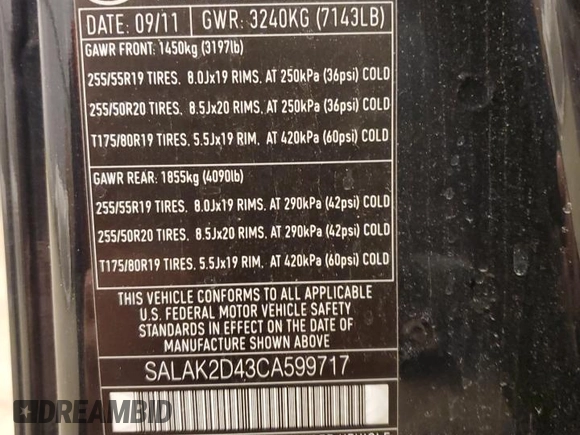 DATE: 09/11 GWR: 3240KG (7143LB)
GAWR FRONT: 1450kg (3197lb)
255/55R19 TIRES. 8.0Jx19 RIMS. AT 250kPa (36psi) COLD
255/50R20 TIRES. 8.5Jx20 RIMS. AT 250kPa (36psi) COLD
T175/80R19 TIRES. 5.5Jx19 RIM. AT 420kPa (60psi) COLD
GAWR REAR: 1855kg (4090lb)
255/55R19 TIRES. 8.0Jx19 RIMS. AT 290kPa (42psi) COLD
255/50R20 TIRES. 8.5Jx20 RIMS. AT 290kPa (42psi) COLD
T175/80R19 TIRES. 5.5Jx19 RIM. AT 420kPa (60psi) COLD
THIS VEHICLE CONFORMS TO ALL APPLICABLE
U.S. FEDERAL MOTOR VEHICLE SAFETY
STANDARDS IN EFFECT ON THE DATE OF
MANUFACTURE SHOWN ABOVE
SALAK2D43CA599717
DREAMBID